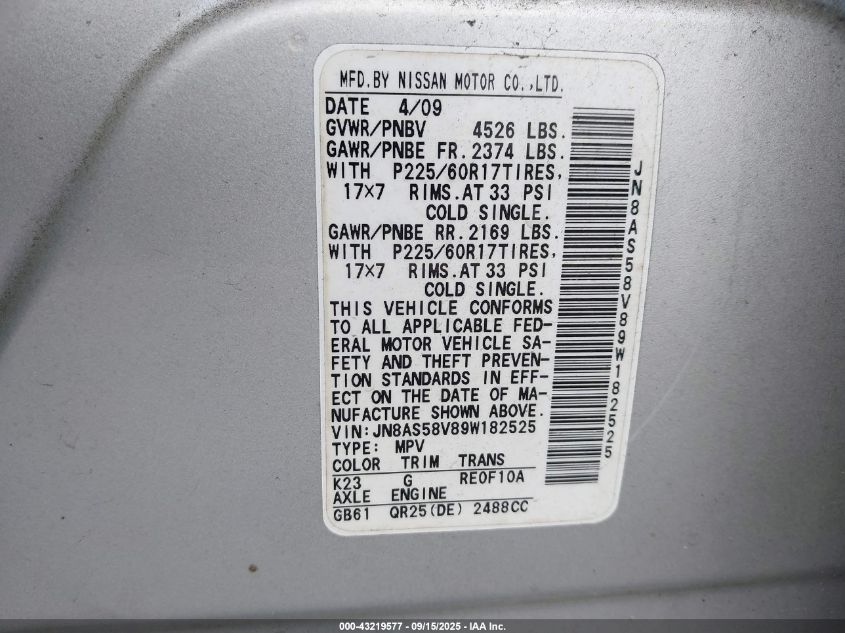 MFD.BY NISSAN MOTOR CO.,LTD.
DATE 4/09
GVWR/PNBV 4526 LBS.
GAWR/PNBE FR. 2374 LBS.
WITH P225/60R17TIRES,
17×7 RIMS.AT 33 PSI
COLD SINGLE.
GAWR/PNBE RR. 2169 LBS.
WITH P225/60R17TIRES,
17×7 RIMS.AT 33 PSI
COLD SINGLE.
THIS VEHICLE CONFORMS
TO ALL APPLICABLE FED-
ERAL MOTOR VEHICLE SA-
FETY AND THEFT PREVEN-
TION STANDARDS IN EFF-
ECT ON THE DATE OF MA-
NUFACTURE SHOWN ABOVE.
VIN:JN8AS58V89W182525
TYPE: MPV
COLOR TRIM TRANS
K23 G RE0F10A
AXLE ENGINE
GB61 QR25(DE) 2488CC
JN8AS58V89W182525
000-43219577 - 09/15/2025 - IAA Inc.